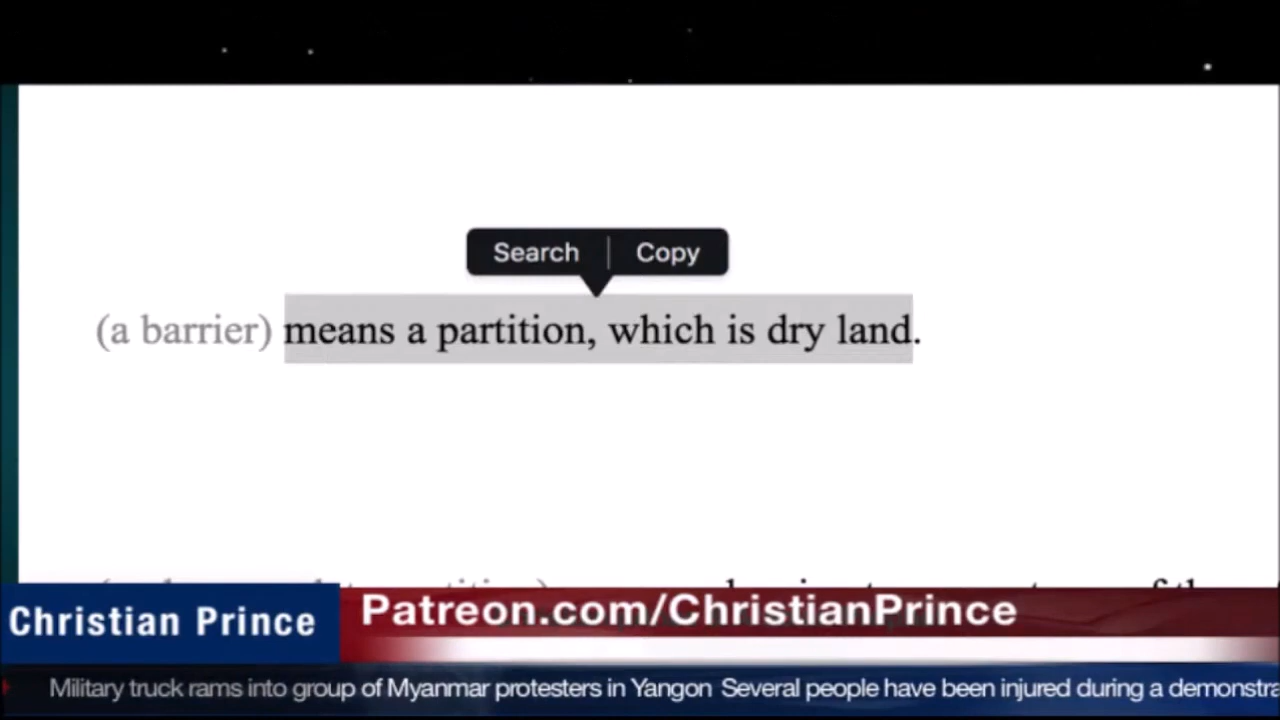 Search
Copy
(a barrier) means a partition, which is dry land.
Christian Prince
Patreon.com/ChristianPrince
Military truck rams into group of Myanmar protesters in Yangon Several people have been injured during a